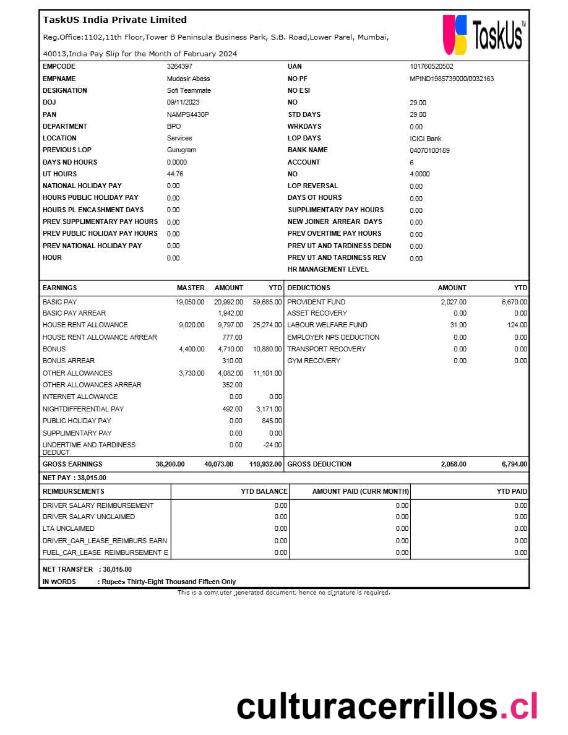 TaskUS India Private Limited
Reg.Office:1102,11th Floor,Tower B Peninsula Business Park, S.B. Road,Lower Parel, Mumbai,
40013,India Pay Slip for the Month of February 2024
TaskUs
EMPCODE 3264397 UAN 101760520502
EMPNAME Mudasir Abass NO PF MPIND1985739000/0032163
DESIGNATION Soft Teammate NO ESI
DOJ 09/11/2023 NO 29.00
PAN NAMPS4430P STD DAYS 29.00
DEPARTMENT BPO WRKDAYS 0.00
LOCATION Services LOP DAYS ICICI Bank
PREVIOUS LOP Gurugram BANK NAME 04070100189
DAYS ND HOURS 0.0000 ACCOUNT 6
UT HOURS 44.76 NO 4.0000
NATIONAL HOLIDAY PAY 0.00 LOP REVERSAL 0.00
HOURS PUBLIC HOLIDAY PAY 0.00 DAYS OT HOURS 0.00
HOURS PL ENCASHMENT DAYS 0.00 SUPPLIMENTARY PAY HOURS 0.00
PREV SUPPLIMENTARY PAY HOURS 0.00 NEW JOINER ARREAR DAYS 0.00
PREV PUBLIC HOLIDAY PAY HOURS 0.00 PREV OVERTIME PAY HOURS 0.00
PREV NATIONAL HOLIDAY PAY 0.00 PREV UT AND TARDINESS DEDN 0.00
HOUR 0.00 PREV UT AND TARDINESS REV 0.00
HR MANAGEMENT LEVEL
EARNINGS MASTER AMOUNT YTD DEDUCTIONS AMOUNT YTD
BASIC PAY 19,050.00 20,992.00 59,685.00 PROVIDENT FUND 2,027.00 6,670.00
BASIC PAY ARREAR 1,942.00 ASSET RECOVERY 0.00 0.00
HOUSE RENT ALLOWANCE 9,020.00 9,797.00 25,274.00 LABOUR WELFARE FUND 31.00 124.00
HOUSE RENT ALLOWANCE ARREAR 777.00 EMPLOYER NPS DEDUCTION 0.00 0.00
BONUS 4,400.00 4,710.00 10,880.00 TRANSPORT RECOVERY 0.00 0.00
BONUS ARREAR 310.00 GYM RECOVERY 0.00 0.00
OTHER ALLOWANCES 3,730.00 4,082.00 11,101.00
OTHER ALLOWANCES ARREAR 352.00
INTERNET ALLOWANCE 0.00 0.00
NIGHTDIFFERENTIAL PAY 492.00 3,171.00
PUBLIC HOLIDAY PAY 0.00 845.00
SUPPLIMENTARY PAY 0.00 0.00
UNDERTIME AND TARDINESS 0.00 -24.00
DEDUCT
GROSS EARNINGS 36,200.00 40,073.00 110,932.00 GROSS DEDUCTION 2,058.00 6,794.00
NET PAY : 38,015.00
REIMBURSEMENTS YTD BALANCE AMOUNT PAID (CURR MONTH) YTD PAID
DRIVER SALARY REIMBURSEMENT 0.00 0.00 0.00
DRIVER SALARY UNCLAIMED 0.00 0.00 0.00
LTA UNCLAIMED 0.00 0.00 0.00
DRIVER_CAR_LEASE_REIMBURS EARN 0.00 0.00 0.00
FUEL_CAR_LEASE REIMBURSEMENT E 0.00 0.00 0.00
NET TRANSFER : 38,015.00
IN WORDS : Rupees Thirty-Eight Thousand Fifteen Only
This is a computer generated document, hence no signature is required.
culturacerrillos.cl